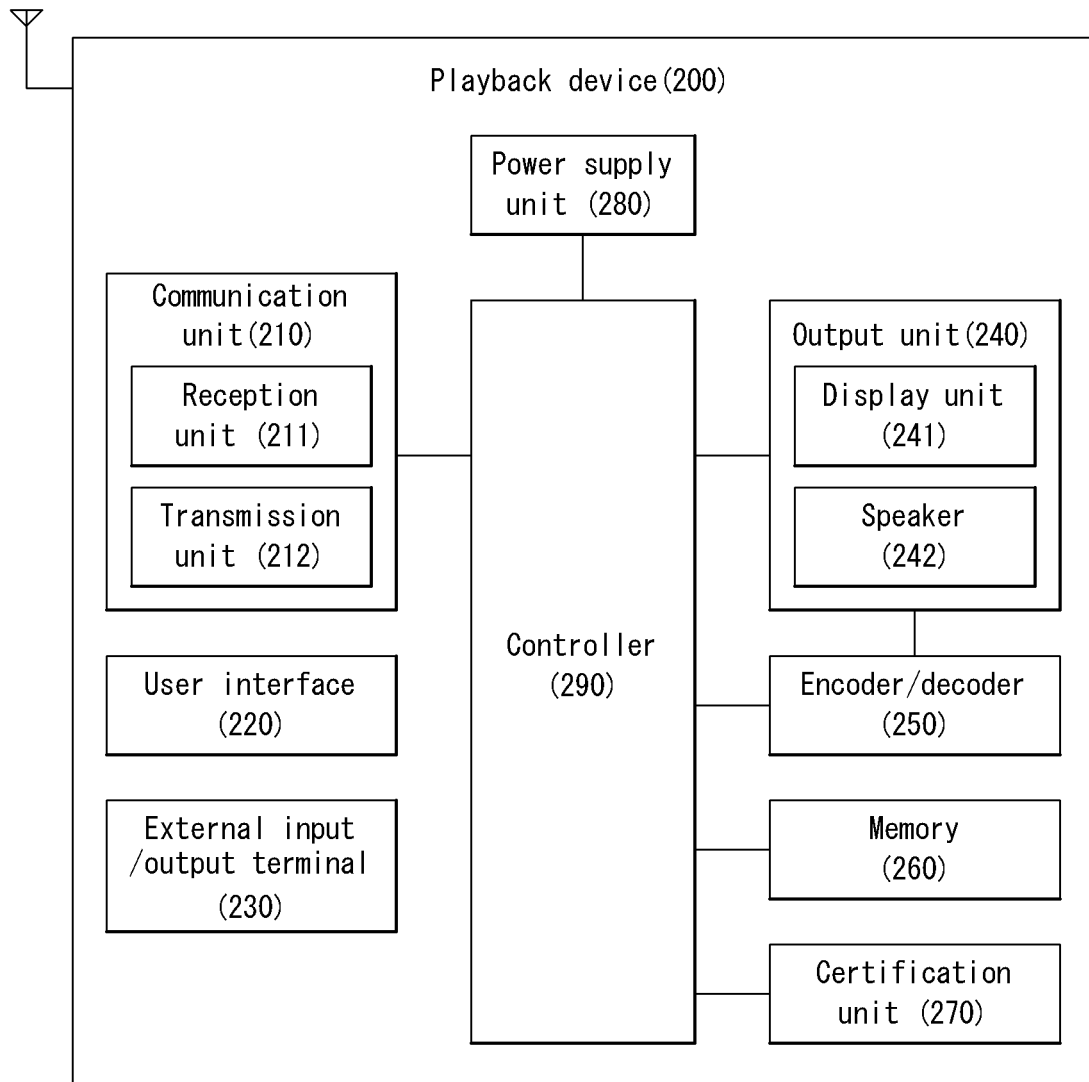 Playback device(200)
Power supply
unit (280)
Communication
unit(210)
Reception
unit (211)
Transmission
unit (212)
User interface
(220)
External input
/output terminal
(230)
Controller
(290)
Output unit(240)
Display unit
(241)
Speaker
(242)
Encoder/decoder
(250)
Memory
(260)
Certification
unit (270)